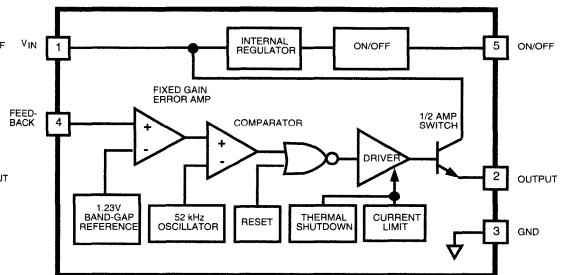 F
VIN
1
INTERNAL
REGULATOR
ON/OFF
5
ON/OFF
FIXED GAIN
ERROR AMP
FEED-
BACK
4
+
-
COMPARATOR
+
-
1/2 AMP
SWITCH
DRIVER
2
OUTPUT
UT
1.23V
BAND-GAP
REFERENCE
52 kHz
OSCILLATOR
RESET
THERMAL
SHUTDOWN
CURRENT
LIMIT
3
GND